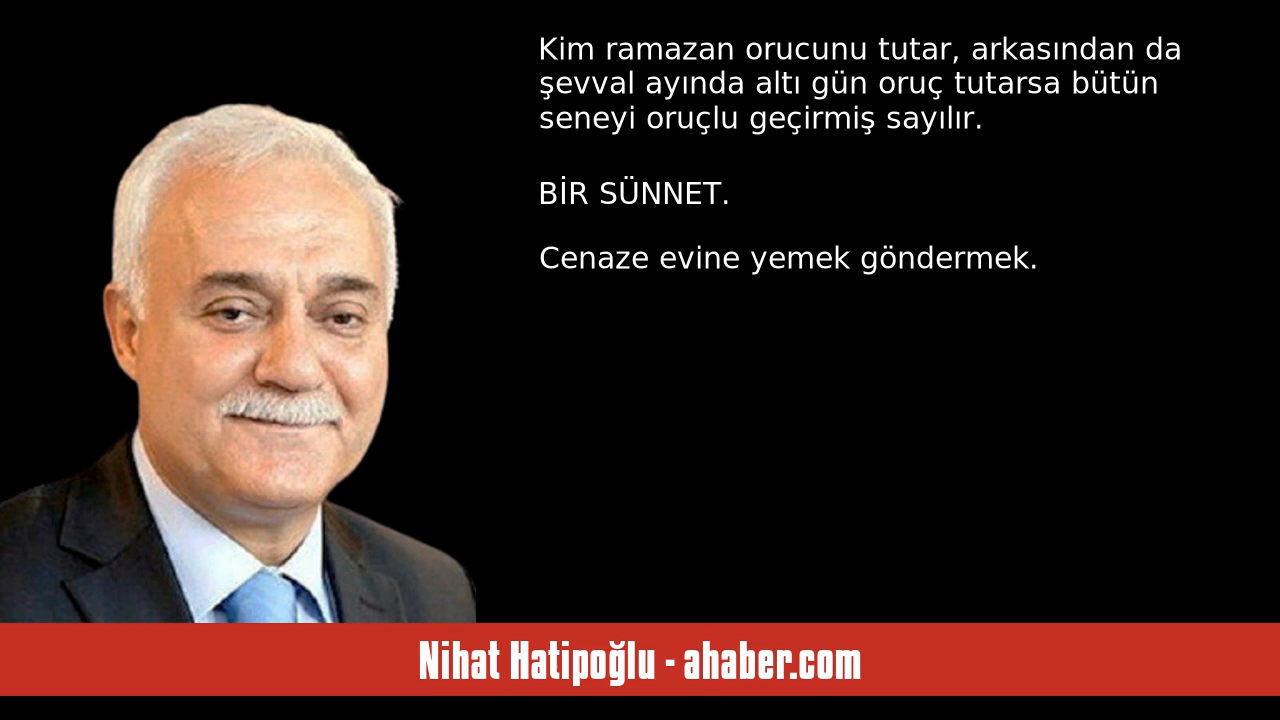 Kim ramazan orucunu tutar, arkasından da
şevval ayında altı gün oruç tutarsa bütün
seneyi oruçlu geçirmiş sayılır.
BİR SÜNNET.
Cenaze evine yemek göndermek.
Nihat Hatipoğlu - ahaber.com